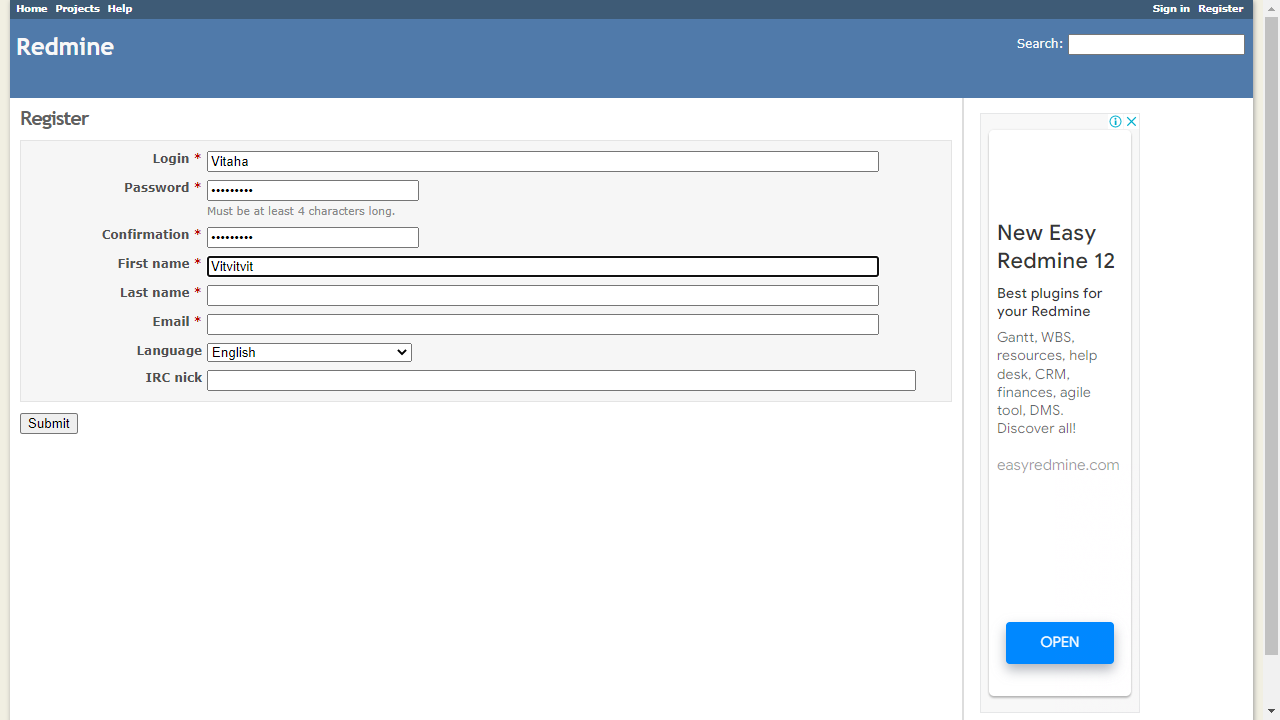 Home Projects Help Sign in Register
Redmine Search:
Register
Login * Vitaha
Password * •••••••••
Must be at least 4 characters long.
Confirmation * •••••••••
First name * Vitvitvit
Last name *
Email *
Language English
IRC nick
Submit
New Easy
Redmine 12
Best plugins for
your Redmine
Gantt, WBS,
resources, help
desk, CRM,
finances, agile
tool, DMS.
Discover all!
easyredmine.com
OPEN